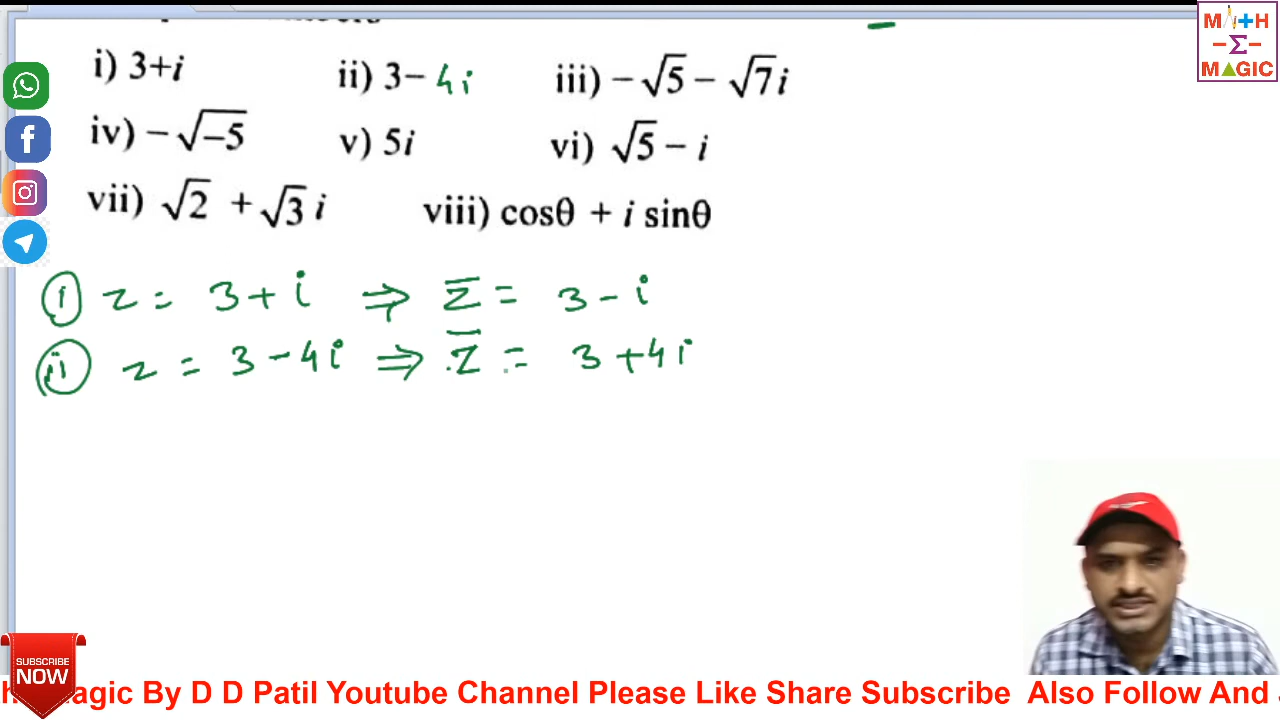 MATH
-Σ-
MAGIC
i) 3+i ii) 3- 4i iii) -√5 - √7i
iv) -√-5 v) 5i vi) √5 - i
vii) √2 + √3 i viii) cosθ + i sinθ
i z = 3+i ⇒ z̅ = 3-i
ii z = 3-4i ⇒ z̅ = 3+4i
SUBSCRIBE
NOW
Magic By D D Patil Youtube Channel Please Like Share Subscribe Also Follow And